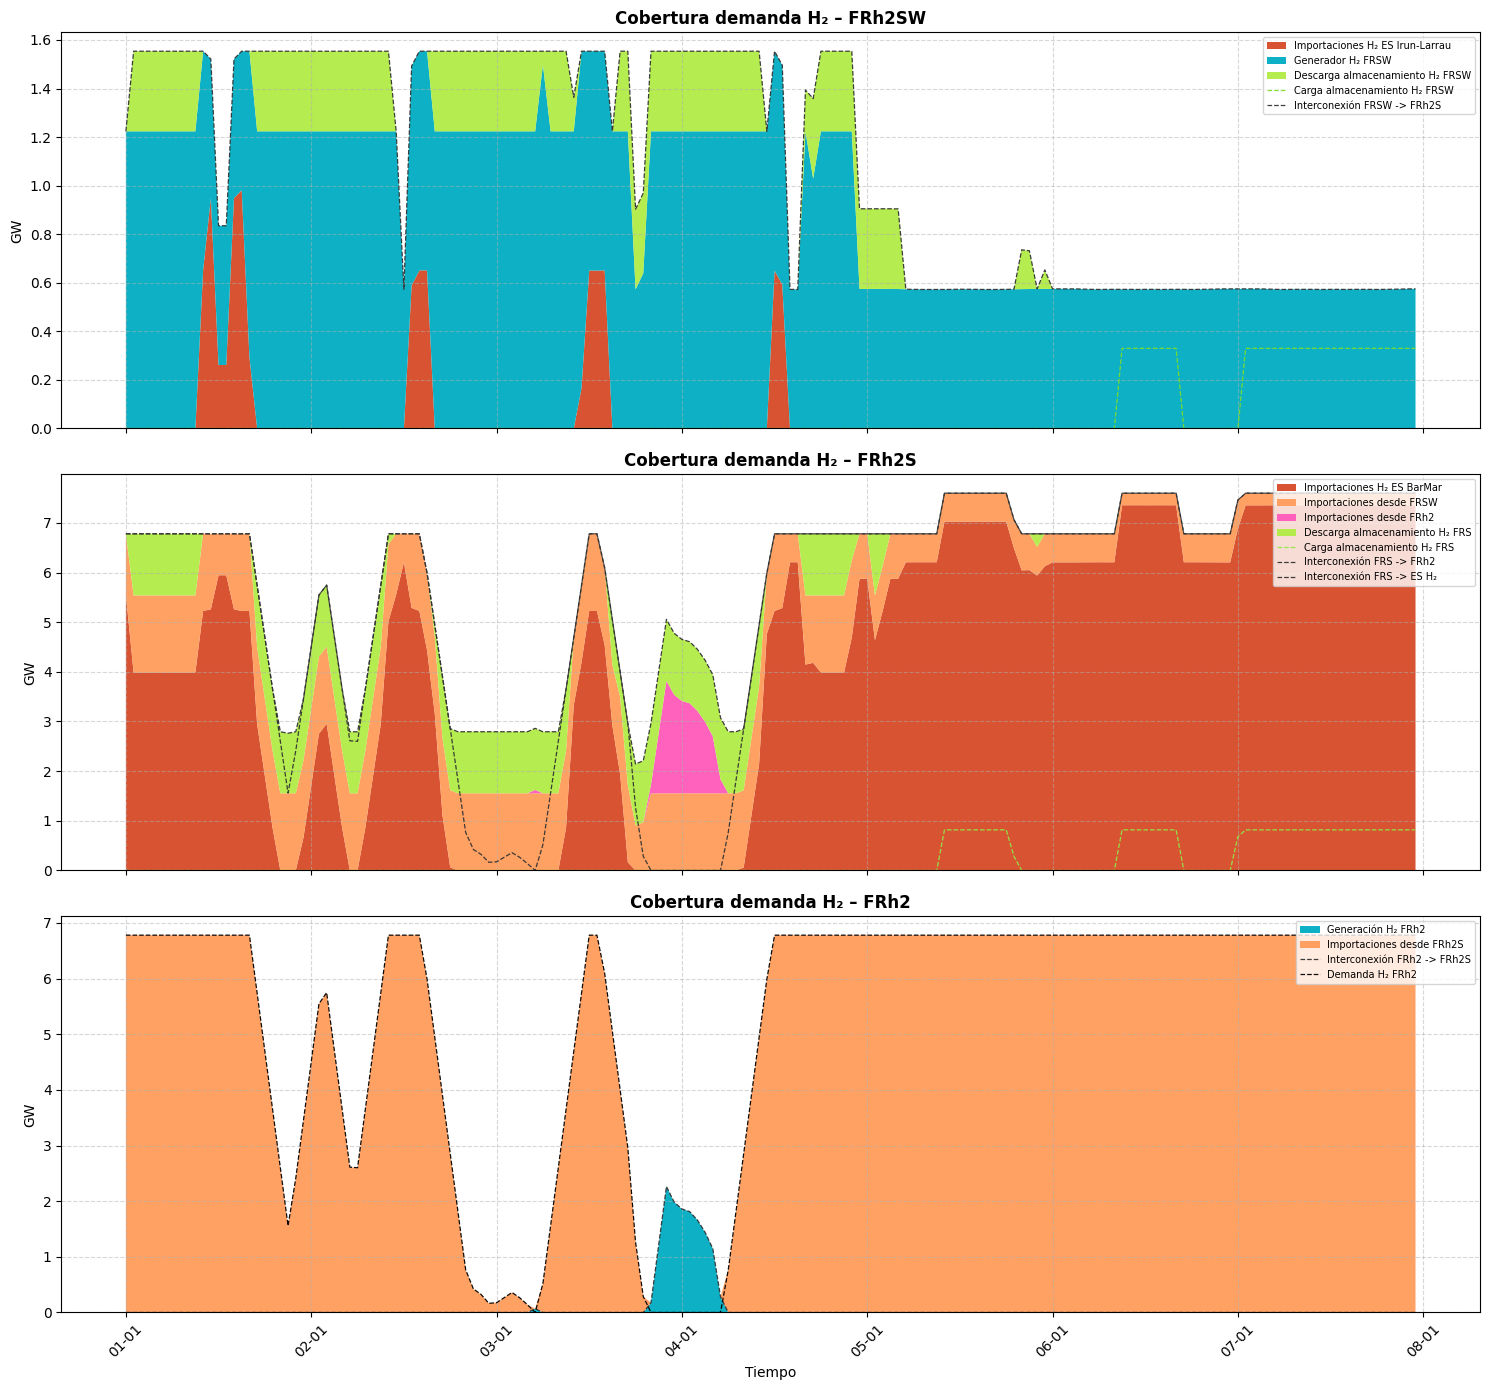 Cobertura demanda H₂ – FRh2SW
1.6
1.4
1.2
1.0
0.8
0.6
0.4
0.2
0.0
GW
Importaciones H₂ ES Irun-Larrau
Generador H₂ FRSW
Descarga almacenamiento H₂ FRSW
Carga almacenamiento H₂ FRSW
Interconexión FRSW -> FRh2S
Cobertura demanda H₂ – FRh2S
7
6
5
4
3
2
1
0
GW
Importaciones H₂ ES BarMar
Importaciones desde FRSW
Importaciones desde FRh2
Descarga almacenamiento H₂ FRS
Carga almacenamiento H₂ FRS
Interconexión FRS -> FRh2
Interconexión FRS -> ES H₂
Cobertura demanda H₂ – FRh2
7
6
5
4
3
2
1
0
GW
Generación H₂ FRh2
Importaciones desde FRh2S
Interconexión FRh2 -> FRh2S
Demanda H₂ FRh2
01-01
02-01
03-01
04-01
05-01
06-01
07-01
08-01
Tiempo